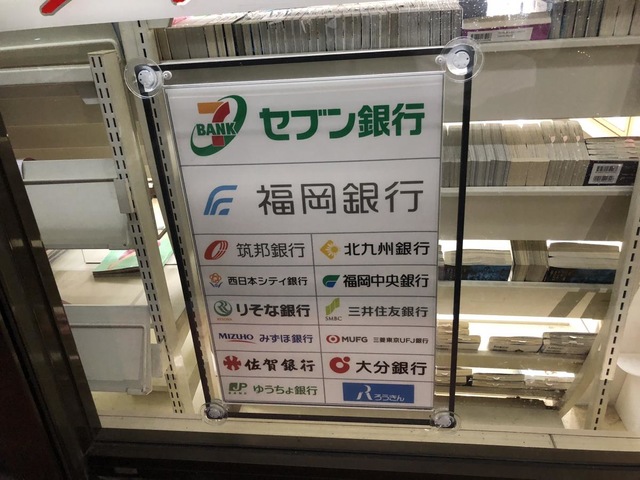 7 BANK セブン銀行
福岡銀行
筑邦銀行 北九州銀行
西日本シティ銀行 福岡中央銀行
りそな銀行 SMBC 三井住友銀行
MIZUHO みずほ銀行 MUFG 三菱東京UFJ銀行
佐賀銀行 大分銀行
JP BANK ゆうちょ銀行 R ろうきん